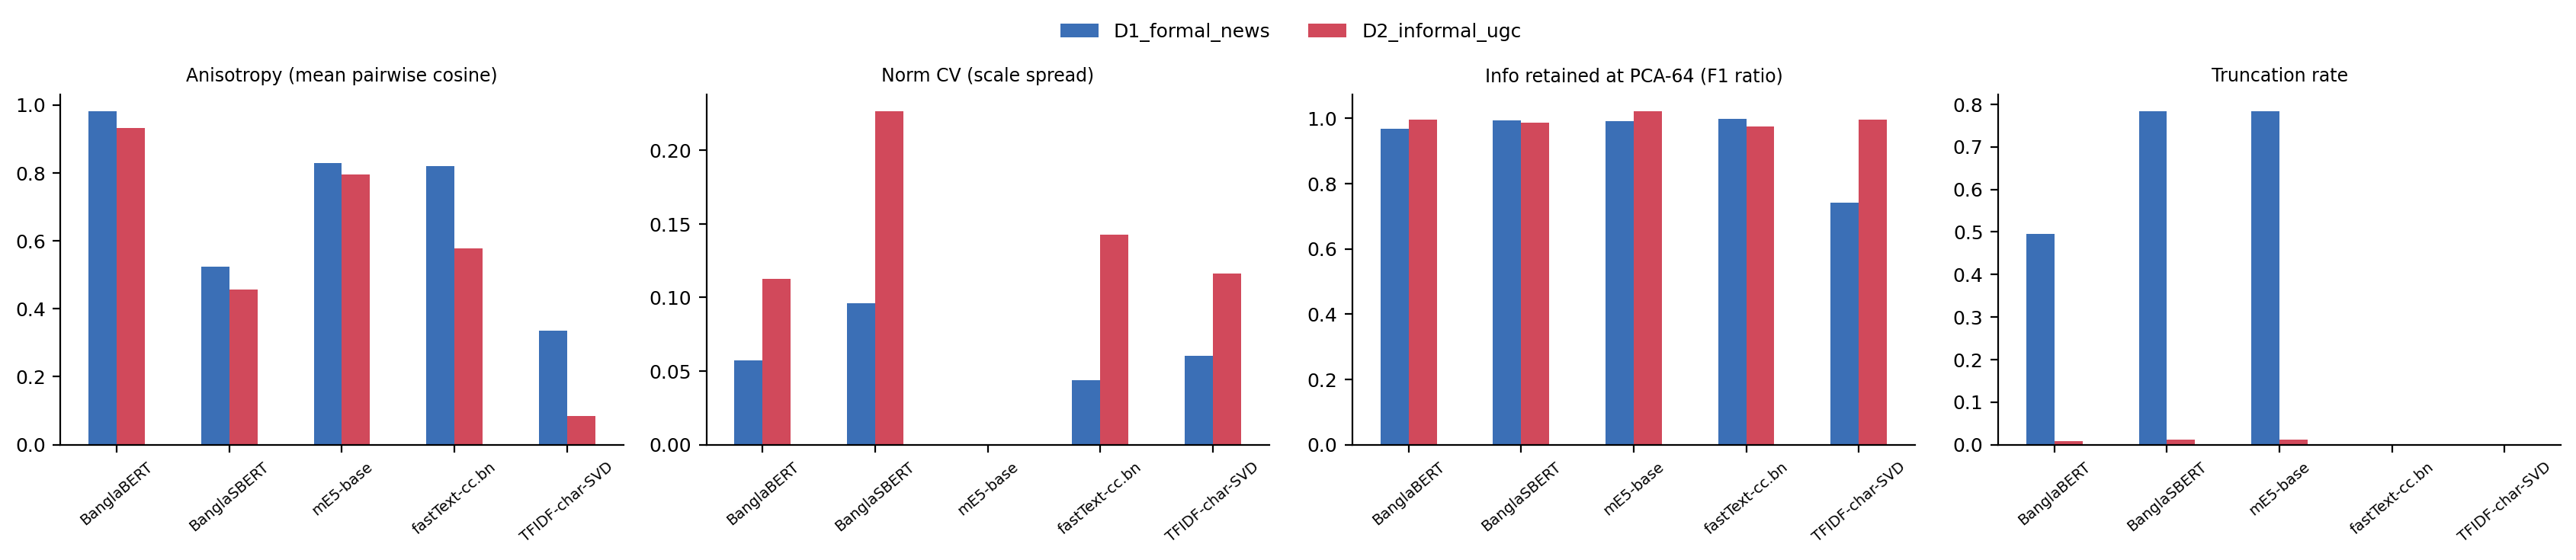 D1_formal_news D2_informal_ugc
Anisotropy (mean pairwise cosine)
1.0
0.8
0.6
0.4
0.2
0.0
BanglaBERT
BanglaSBERT
mE5-base
fastText-cc.bn
TFIDF-char-SVD
Norm CV (scale spread)
0.20
0.15
0.10
0.05
0.00
BanglaBERT
BanglaSBERT
mE5-base
fastText-cc.bn
TFIDF-char-SVD
Info retained at PCA-64 (F1 ratio)
1.0
0.8
0.6
0.4
0.2
0.0
BanglaBERT
BanglaSBERT
mE5-base
fastText-cc.bn
TFIDF-char-SVD
Truncation rate
0.8
0.7
0.6
0.5
0.4
0.3
0.2
0.1
0.0
BanglaBERT
BanglaSBERT
mE5-base
fastText-cc.bn
TFIDF-char-SVD